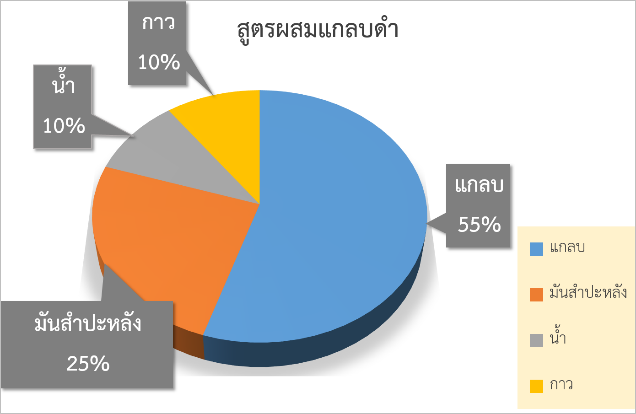 สูตรผสมแกลบดำ
กาว
10%
น้ำ
10%
แกลบ
55%
มันสำปะหลัง
25%
แกลบ
มันสำปะหลัง
น้ำ
กาว